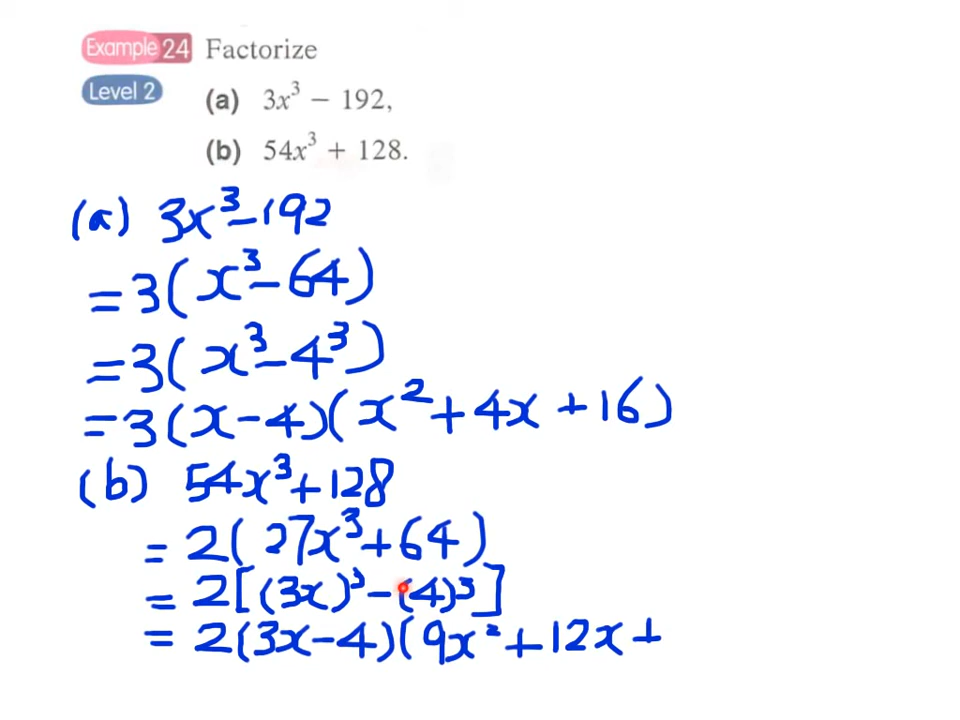 Example 24 Factorize
Level 2 (a) 3x³ − 192,
(b) 54x³ + 128.
(a) 3x³−192
=3(x³−64)
=3(x³−4³)
=3(x−4)(x²+4x+16)
(b) 54x³+128
=2(27x³+64)
=2[(3x)³−(4)³]
=2(3x−4)(9x²+12x+